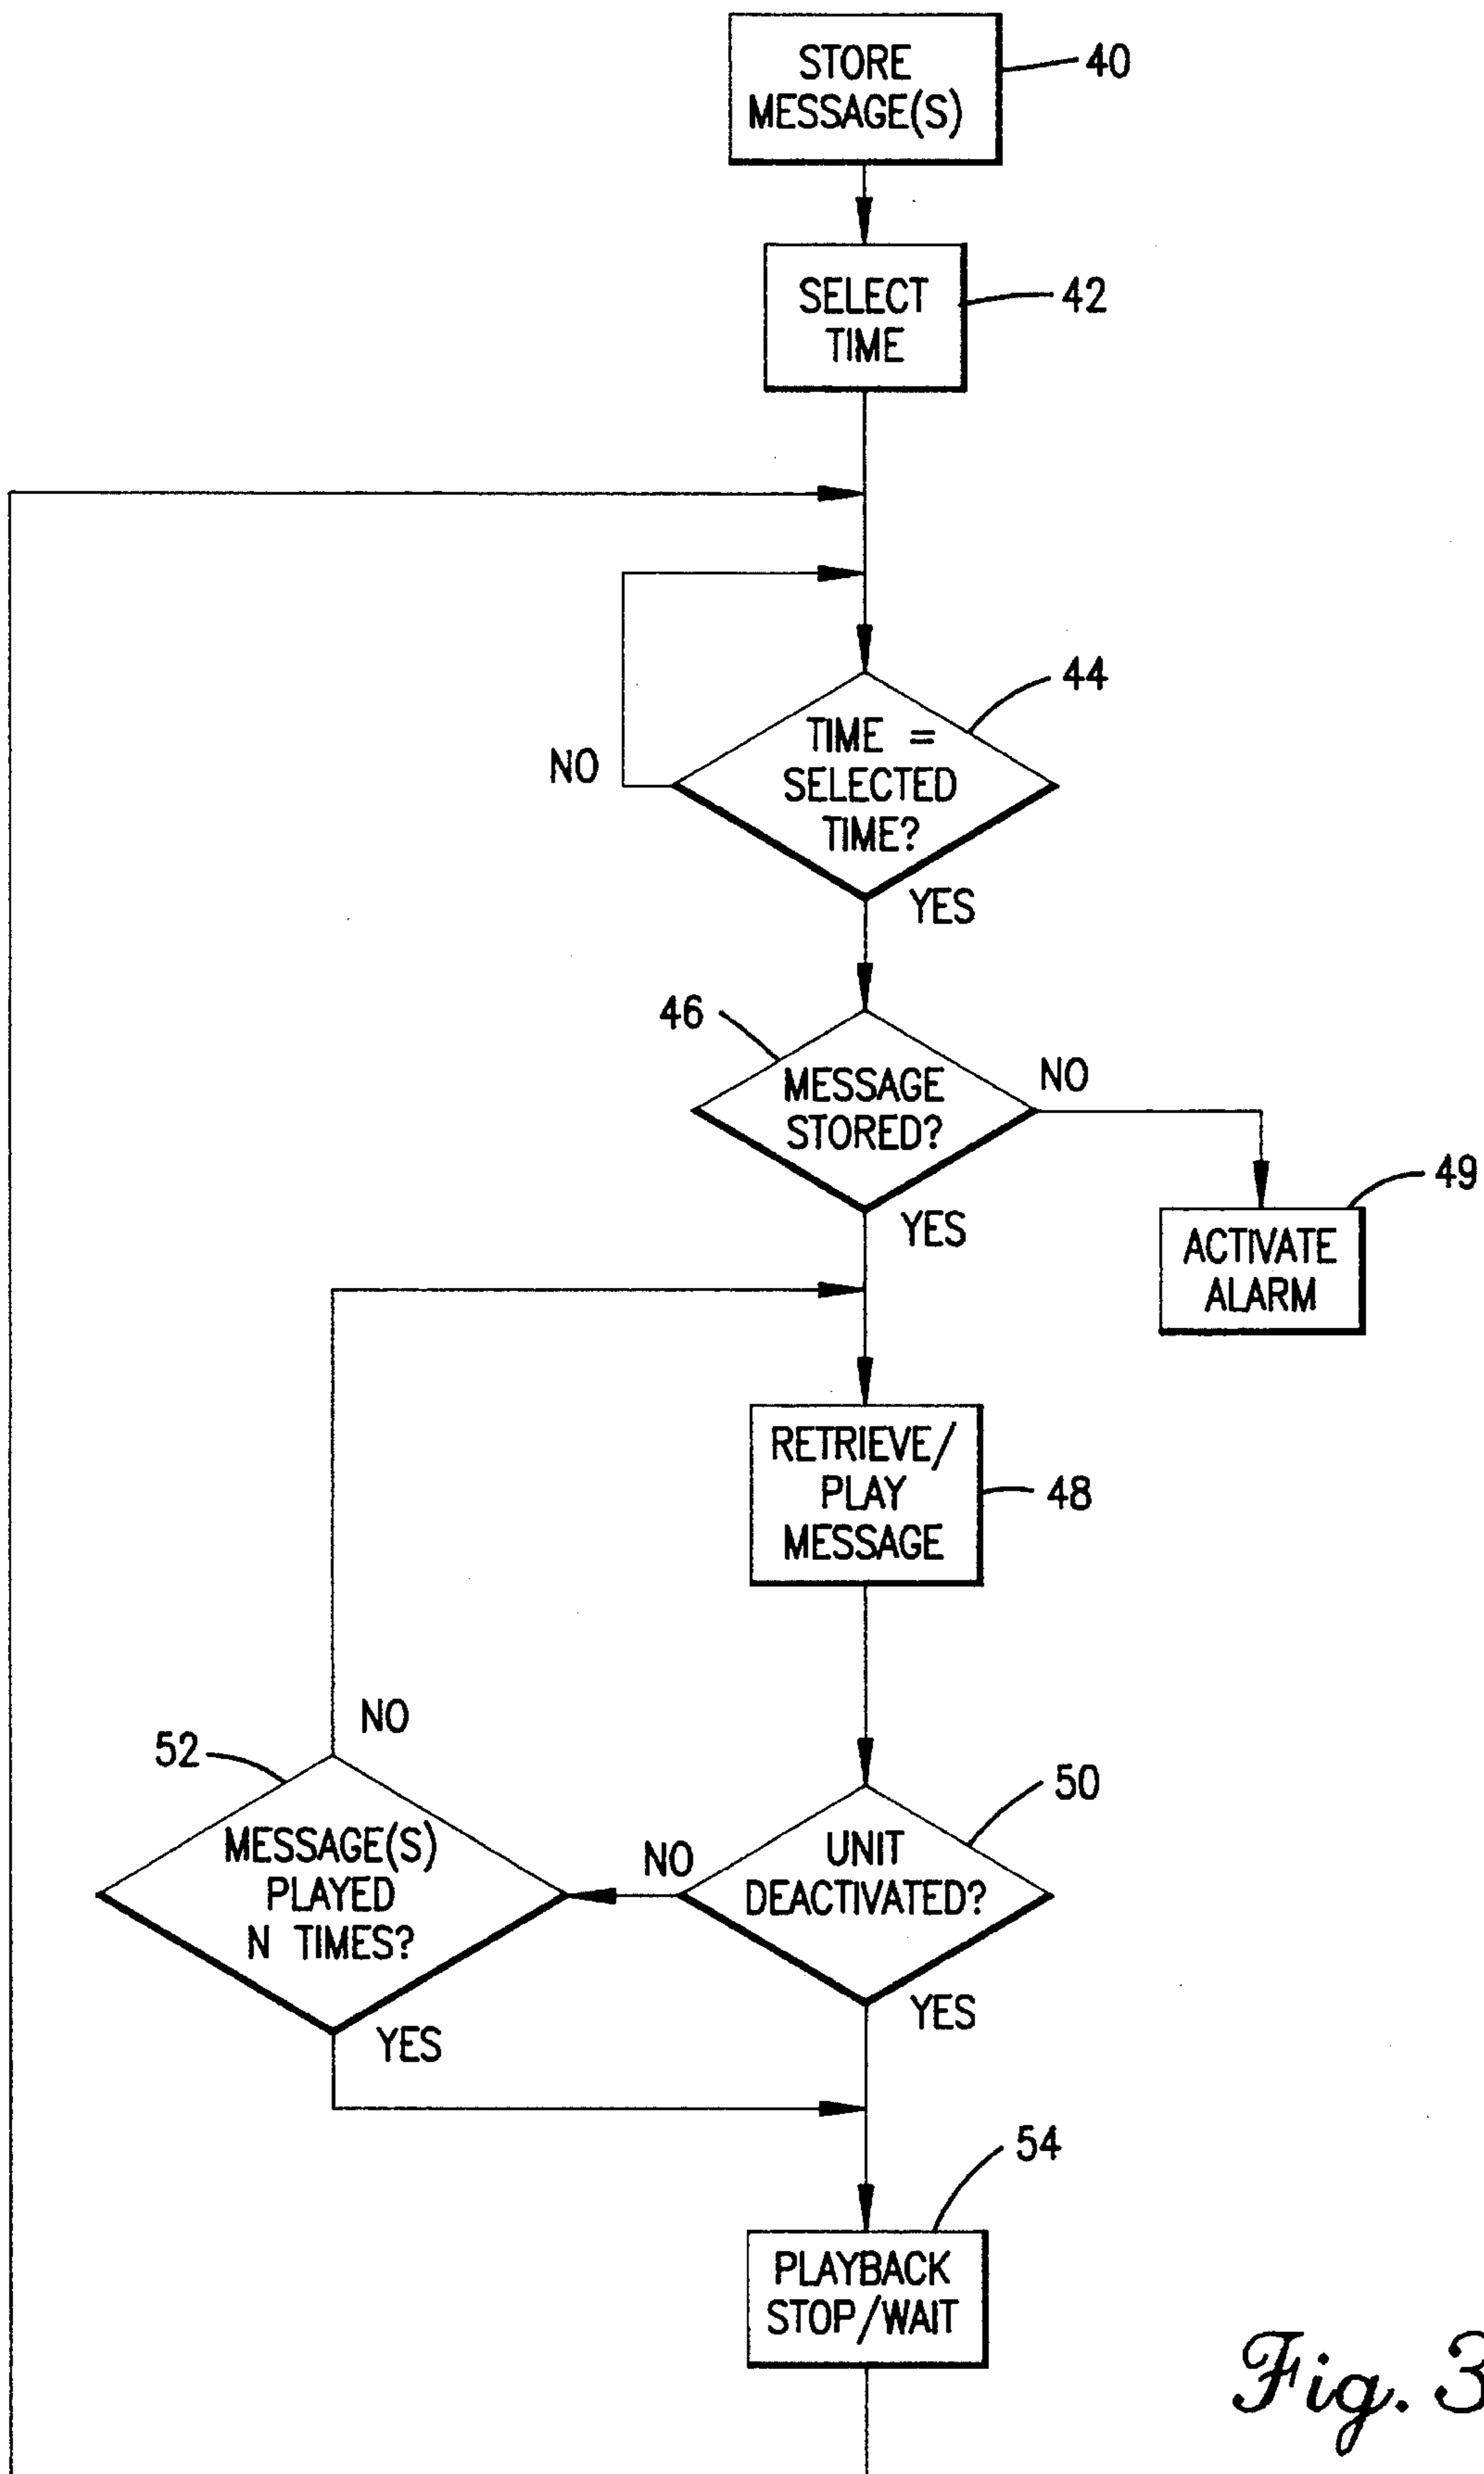 STORE
MESSAGE(S)
40
SELECT
TIME
42
44
TIME =
SELECTED
TIME?
NO
YES
46
MESSAGE
STORED?
NO
YES
49
ACTIVATE
ALARM
RETRIEVE/
PLAY
MESSAGE
48
NO
52
MESSAGE(S)
PLAYED
N TIMES?
YES
NO
50
UNIT
DEACTIVATED?
YES
54
PLAYBACK
STOP/WAIT
Fig. 3